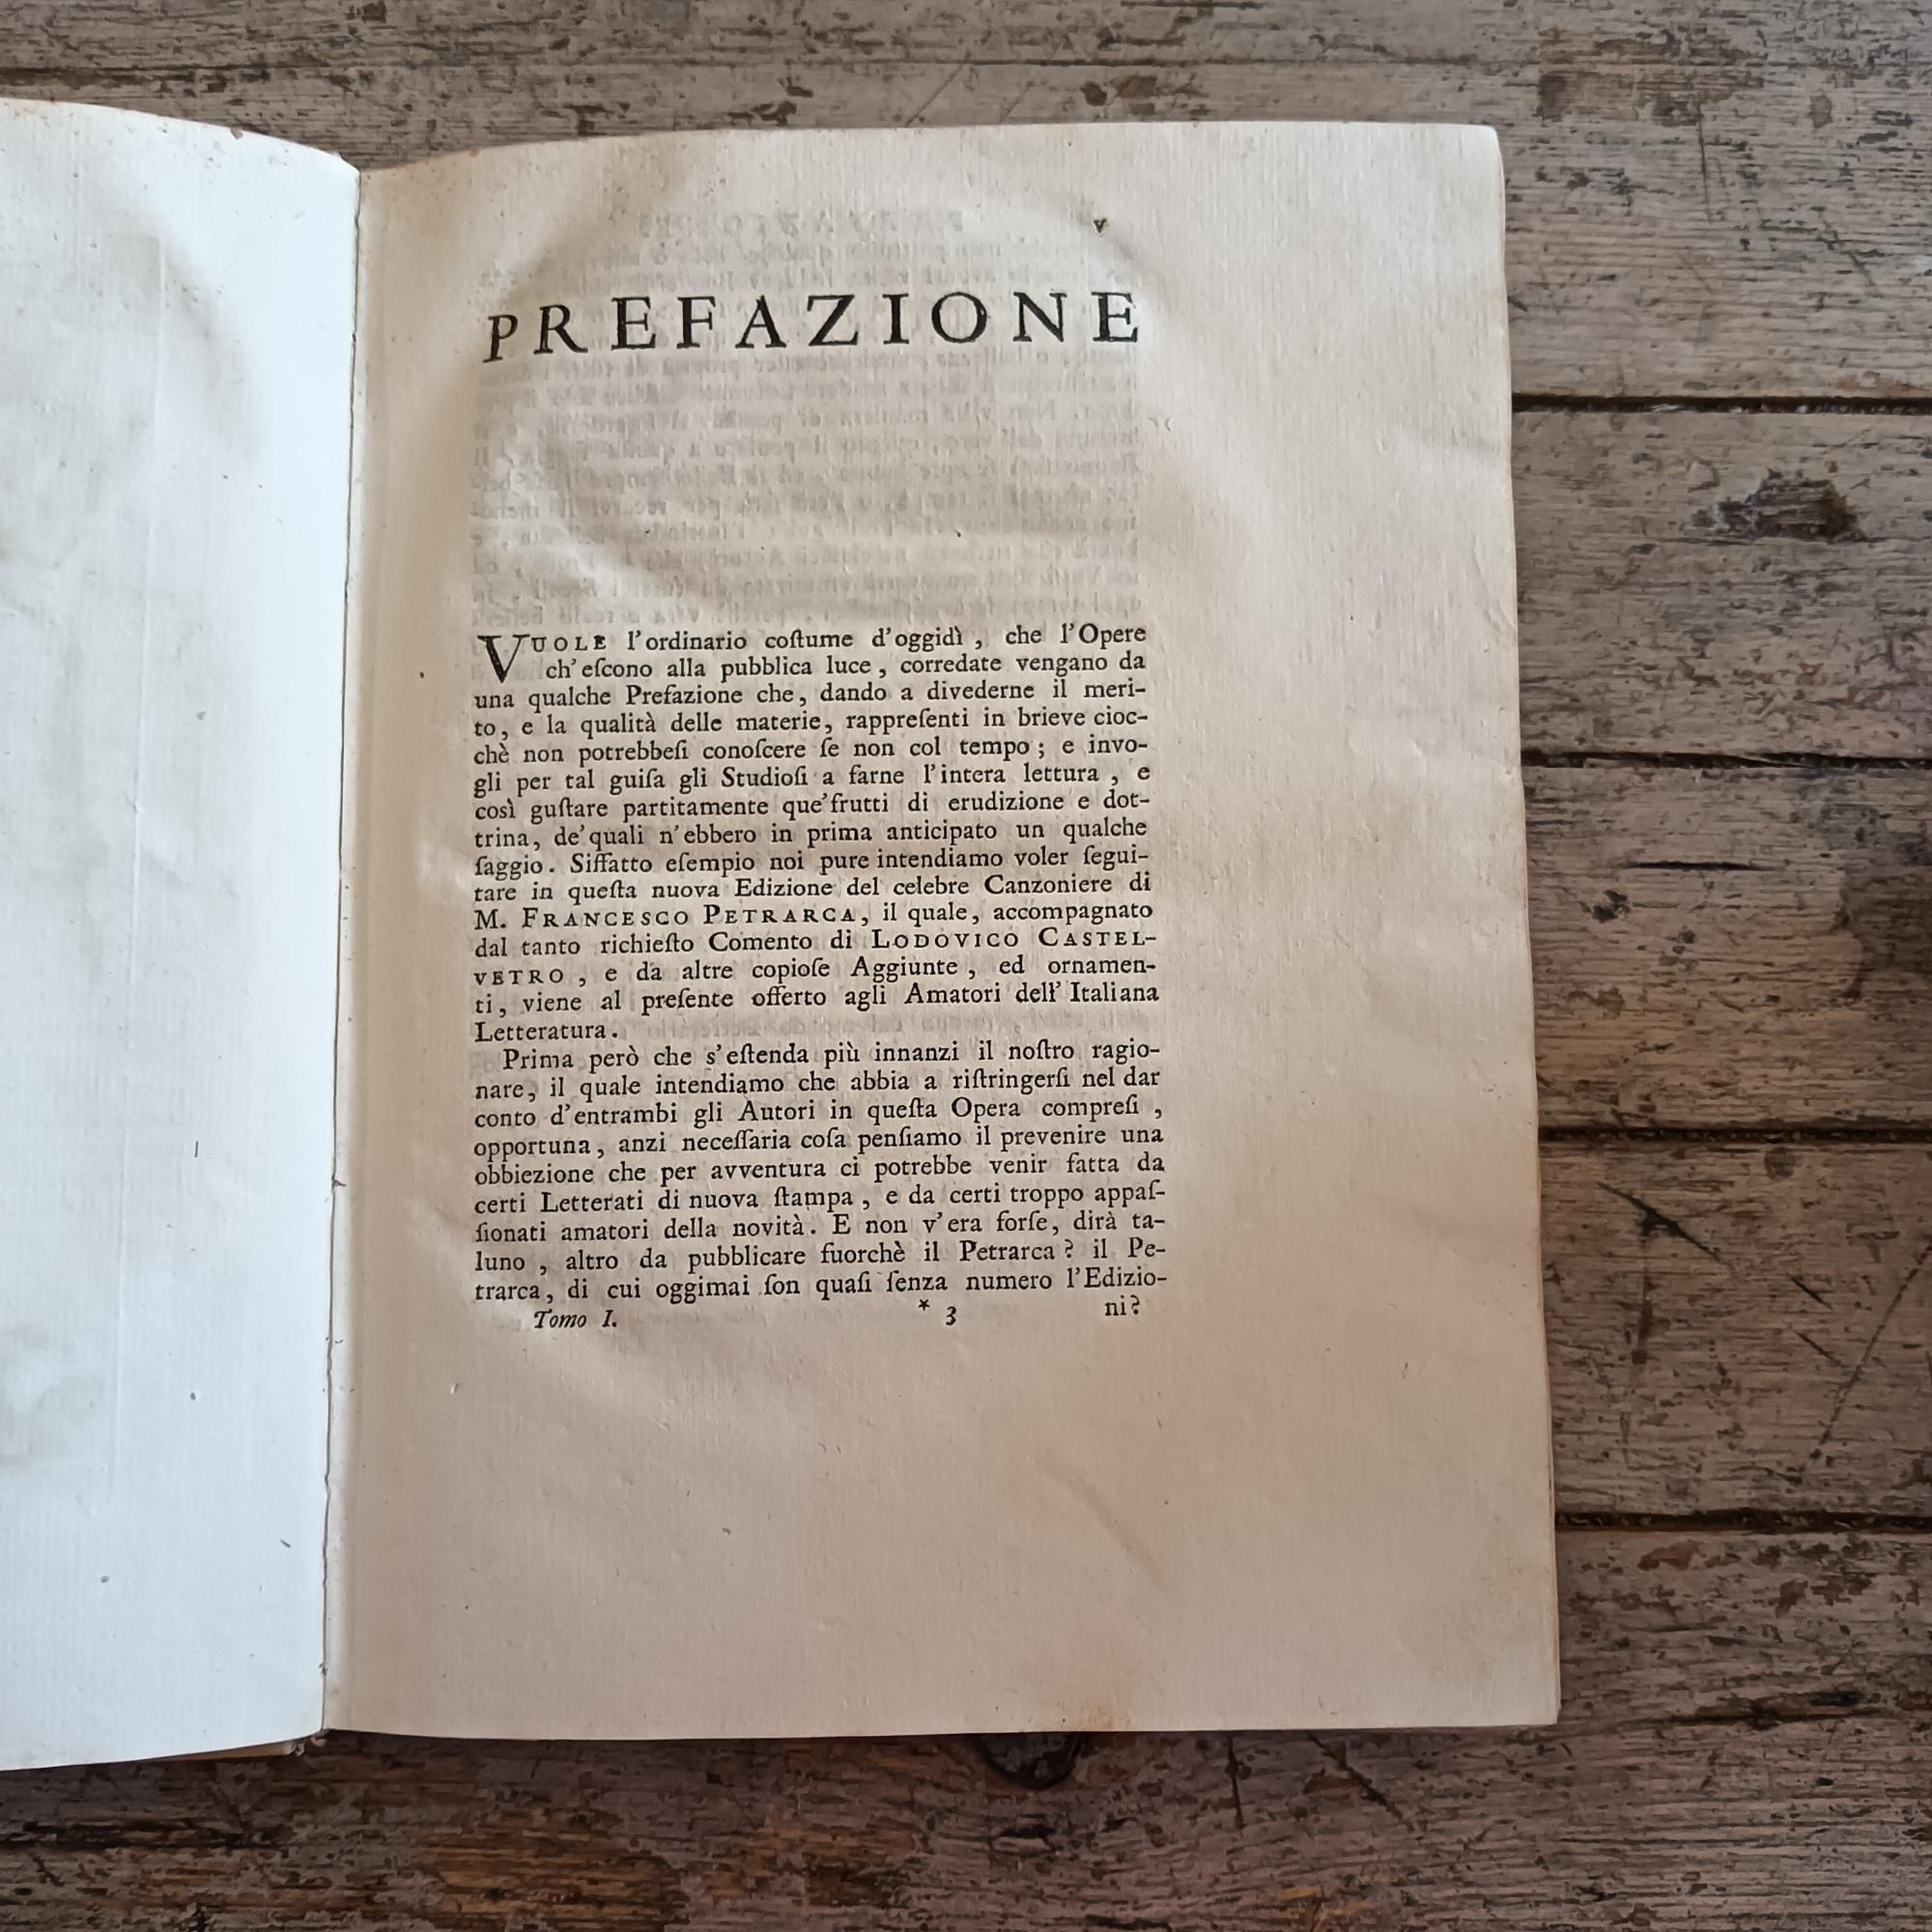 v
PREFAZIONE
VUOLE l'ordinario coſtume d'oggidì , che l'Opere
ch'eſcono alla pubblica luce , corredate vengano da
una qualche Prefazione che, dando a divederne il meri-
to, e la qualità delle materie, rappreſenti in brieve cioc-
chè non potrebbeſi conoſcere ſe non col tempo ; e invo-
gli per tal guiſa gli Studioſi a farne l'intera lettura , e
così guſtare partitamente que'frutti di erudizione e dot-
trina, de'quali n'ebbero in prima anticipato un qualche
ſaggio. Siffatto eſempio noi pure intendiamo voler ſegui-
tare in queſta nuova Edizione del celebre Canzoniere di
M. FRANCESCO PETRARCA, il quale, accompagnato
dal tanto richieſto Comento di LODOVICO CASTEL-
VETRO , e da altre copioſe Aggiunte , ed ornamen-
ti, viene al preſente offerto agli Amatori dell'Italiana
Letteratura.
Prima però che s'eſtenda più innanzi il noſtro ragio-
nare, il quale intendiamo che abbia a riſtringerſi nel dar
conto d'entrambi gli Autori in queſta Opera compreſi ,
opportuna, anzi neceſſaria coſa penſiamo il prevenire una
obbiezione che per avventura ci potrebbe venir fatta da
certi Letterati di nuova ſtampa , e da certi troppo appaſ-
ſionati amatori della novità. E non v'era forſe, dirà ta-
luno , altro da pubblicare fuorchè il Petrarca ? il Pe-
trarca, di cui oggimai ſon quaſi ſenza numero l'Edizio-
Tomo I. * 3 ni?